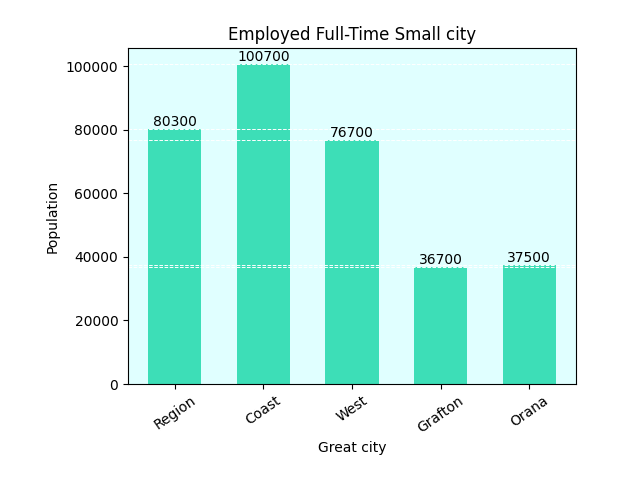 Employed Full-Time Small city
Population
100000
80000
60000
40000
20000
0
80300
100700
76700
36700
37500
Region
Coast
West
Grafton
Orana
Great city